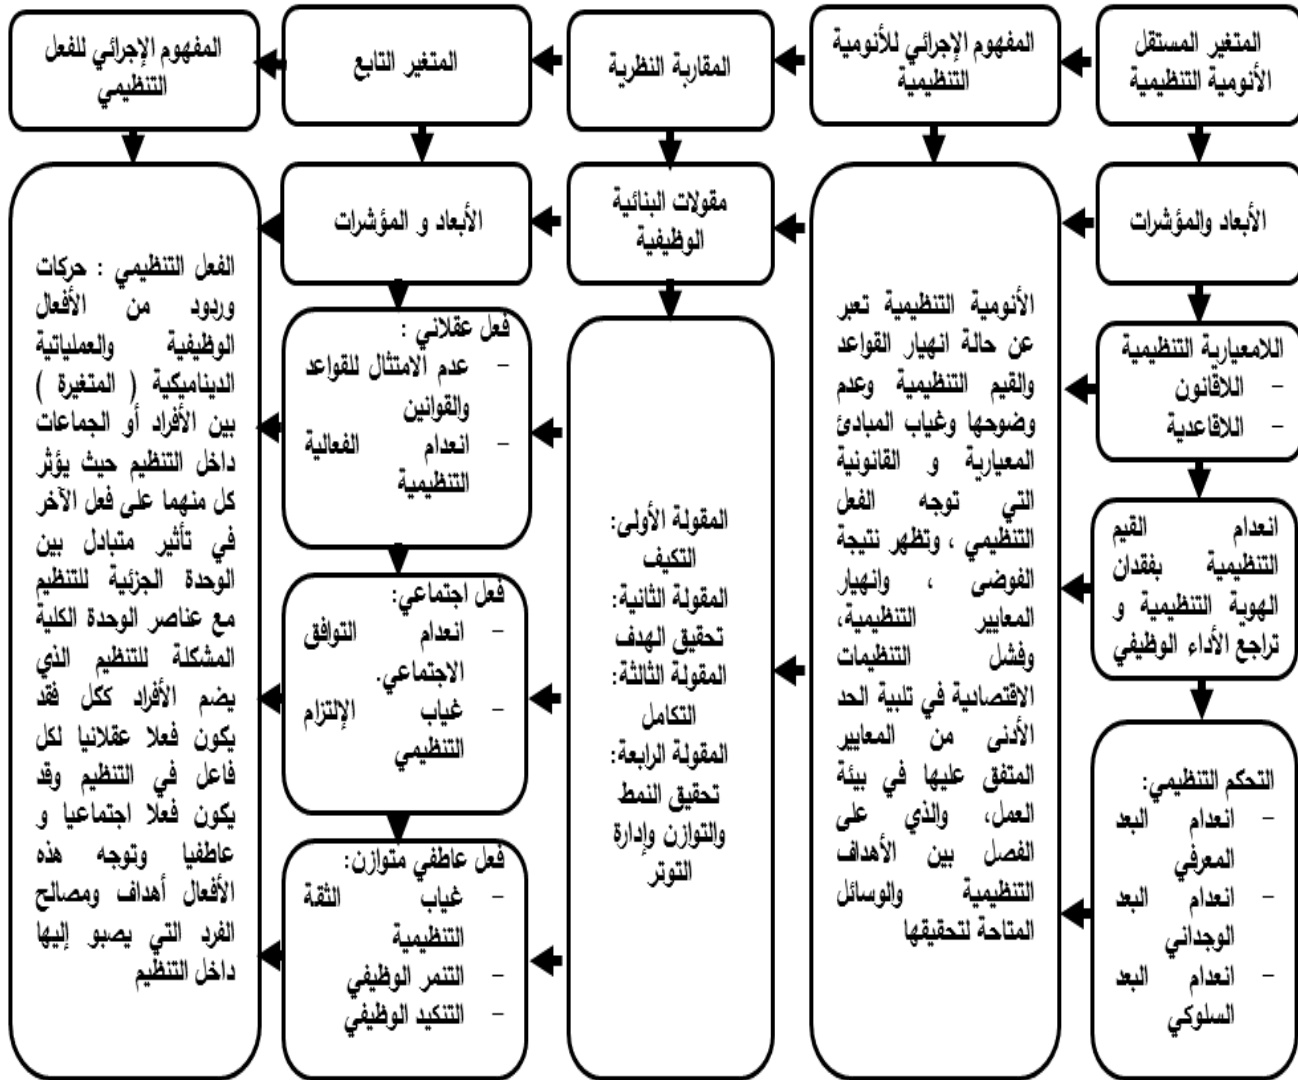 المتغير المستقل
الأنومية التنظيمية
المفهوم الإجرائي للأنومية
التنظيمية
المقاربة النظرية
المتغير التابع
المفهوم الإجرائي للفعل
التنظيمي
الأبعاد والمؤشرات
اللامعيارية التنظيمية
- اللاقانون
- اللاقاعدية
انعدام القيم
التنظيمية بفقدان
الهوية التنظيمية و
تراجع الأداء الوظيفي
التحكم التنظيمي:
- انعدام البعد
المعرفي
- انعدام البعد
الوجداني
- انعدام البعد
السلوكي
الأنومية التنظيمية تعبر
عن حالة انهيار القواعد
والقيم التنظيمية وعدم
وضوحها وغياب المبادئ
المعيارية و القانونية
التي توجه الفعل
التنظيمي ، وتظهر نتيجة
الفوضى ، وانهيار
المعايير التنظيمية،
وفشل التنظيمات
الاقتصادية في تلبية الحد
الأدنى من المعايير
المتفق عليها في بيئة
العمل، والذي على
الفصل بين الأهداف
التنظيمية والوسائل
المتاحة لتحقيقها
مقولات البنائية
الوظيفية
المقولة الأولى:
التكيف
المقولة الثانية:
تحقيق الهدف
المقولة الثالثة:
التكامل
المقولة الرابعة:
تحقيق النمط
والتوازن وإدارة
التوتر
الأبعاد و المؤشرات
فعل عقلاني :
- عدم الامتثال للقواعد
والقوانين
- انعدام الفعالية
التنظيمية
فعل اجتماعي:
- انعدام التوافق
الاجتماعي.
- غياب الإلتزام
التنظيمي
فعل عاطفي متوازن:
- غياب الثقة
التنظيمية
- التنمر الوظيفي
- التنكيد الوظيفي
الفعل التنظيمي : حركات
وردود من الأفعال
الوظيفية والعملياتية
الديناميكية ( المتغيرة )
بين الأفراد أو الجماعات
داخل التنظيم حيث يؤثر
كل منهما على فعل الآخر
في تأثير متبادل بين
الوحدة الجزئية للتنظيم
مع عناصر الوحدة الكلية
المشكلة للتنظيم الذي
يضم الأفراد ككل فقد
يكون فعلا عقلانيا لكل
فاعل في التنظيم وقد
يكون فعلا اجتماعيا و
عاطفيا وتوجه هذه
الأفعال أهداف ومصالح
الفرد التي يصبو إليها
داخل التنظيم